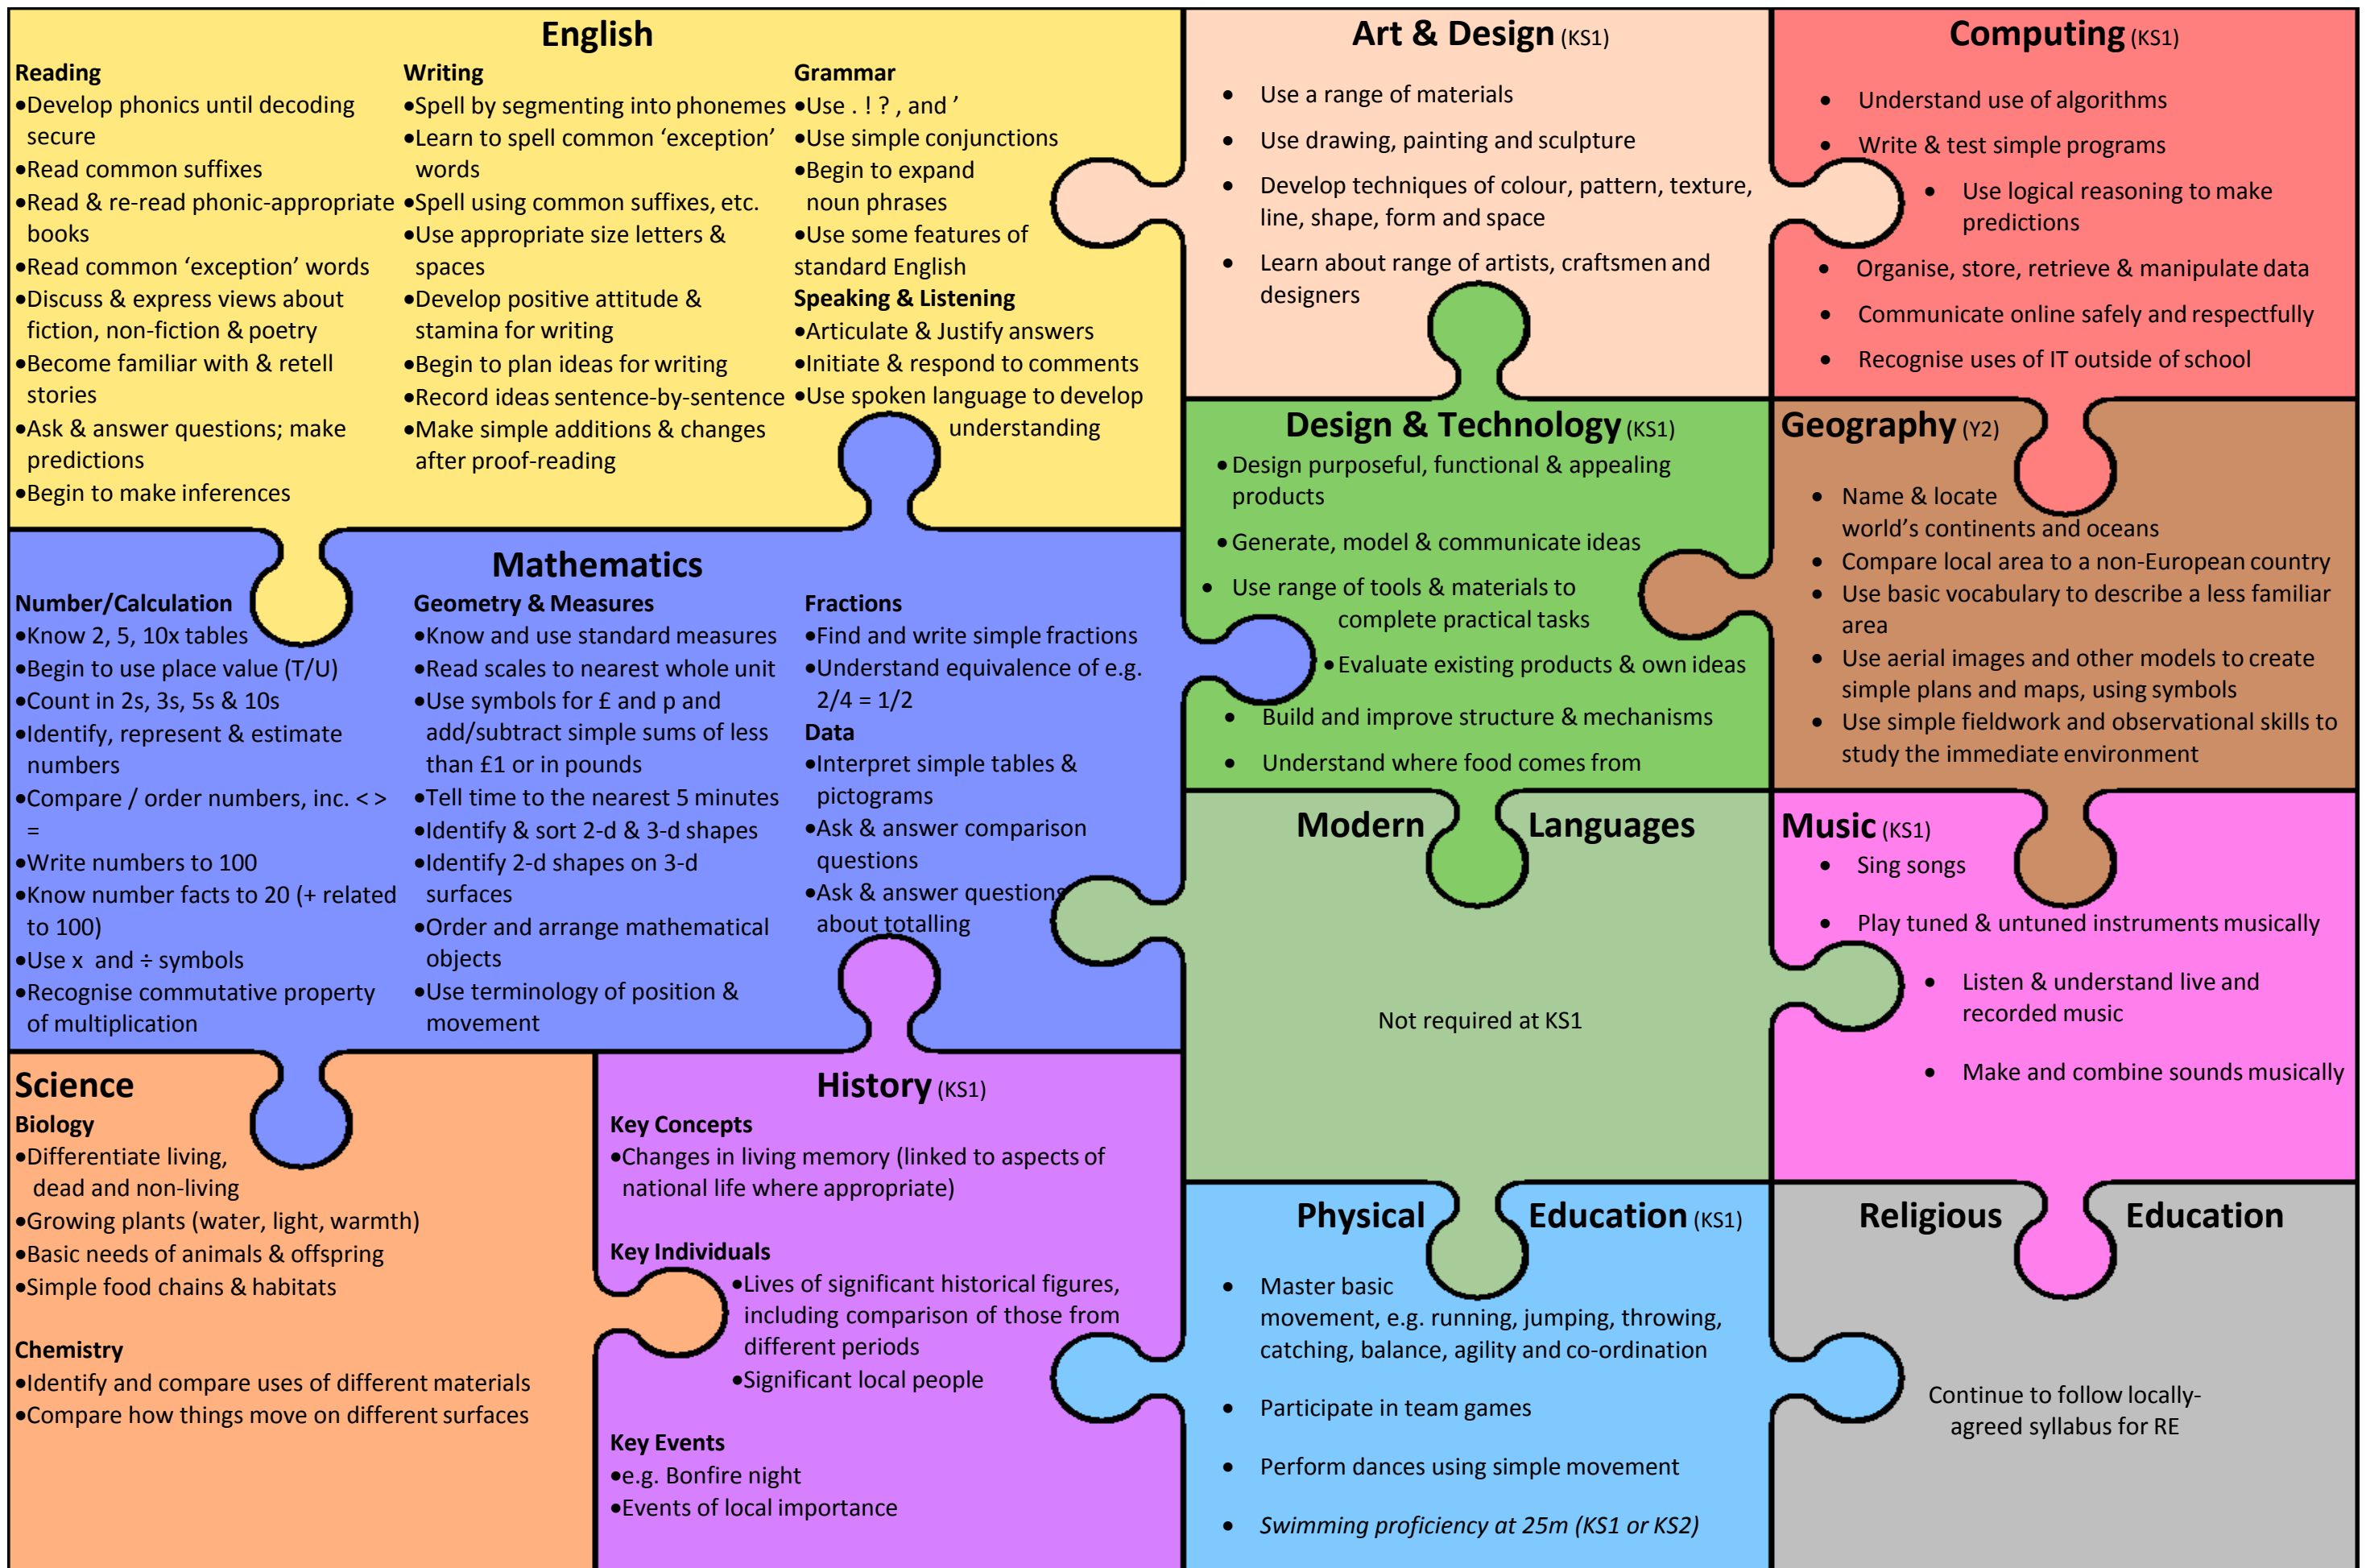 English
Reading
•Develop phonics until decoding
secure
•Read common suffixes
•Read & re-read phonic-appropriate
books
•Read common ‘exception’ words
•Discuss & express views about
fiction, non-fiction & poetry
•Become familiar with & retell
stories
•Ask & answer questions; make
predictions
•Begin to make inferences
Writing
•Spell by segmenting into phonemes
•Learn to spell common ‘exception’
words
•Spell using common suffixes, etc.
•Use appropriate size letters &
spaces
•Develop positive attitude &
stamina for writing
•Begin to plan ideas for writing
•Record ideas sentence-by-sentence
•Make simple additions & changes
after proof-reading
Grammar
•Use . ! ? , and ’
•Use simple conjunctions
•Begin to expand
noun phrases
•Use some features of
standard English
Speaking & Listening
•Articulate & Justify answers
•Initiate & respond to comments
•Use spoken language to develop
understanding
Art & Design (KS1)
• Use a range of materials
• Use drawing, painting and sculpture
• Develop techniques of colour, pattern, texture,
line, shape, form and space
• Learn about range of artists, craftsmen and
designers
Computing (KS1)
• Understand use of algorithms
• Write & test simple programs
• Use logical reasoning to make
predictions
• Organise, store, retrieve & manipulate data
• Communicate online safely and respectfully
• Recognise uses of IT outside of school
Mathematics
Number/Calculation
•Know 2, 5, 10x tables
•Begin to use place value (T/U)
•Count in 2s, 3s, 5s & 10s
•Identify, represent & estimate
numbers
•Compare / order numbers, inc. < >
=
•Write numbers to 100
•Know number facts to 20 (+ related
to 100)
•Use x and ÷ symbols
•Recognise commutative property
of multiplication
Geometry & Measures
•Know and use standard measures
•Read scales to nearest whole unit
•Use symbols for £ and p and
add/subtract simple sums of less
than £1 or in pounds
•Tell time to the nearest 5 minutes
•Identify & sort 2-d & 3-d shapes
•Identify 2-d shapes on 3-d
surfaces
•Order and arrange mathematical
objects
•Use terminology of position &
movement
Fractions
•Find and write simple fractions
•Understand equivalence of e.g.
2/4 = 1/2
Data
•Interpret simple tables &
pictograms
•Ask & answer comparison
questions
•Ask & answer questions
about totalling
Design & Technology (KS1)
• Design purposeful, functional & appealing
products
• Generate, model & communicate ideas
• Use range of tools & materials to
complete practical tasks
• Evaluate existing products & own ideas
• Build and improve structure & mechanisms
• Understand where food comes from
Geography (Y2)
• Name & locate
world’s continents and oceans
• Compare local area to a non-European country
• Use basic vocabulary to describe a less familiar
area
• Use aerial images and other models to create
simple plans and maps, using symbols
• Use simple fieldwork and observational skills to
study the immediate environment
Modern Languages
Not required at KS1
Music (KS1)
• Sing songs
• Play tuned & untuned instruments musically
• Listen & understand live and
recorded music
• Make and combine sounds musically
Science
Biology
•Differentiate living,
dead and non-living
•Growing plants (water, light, warmth)
•Basic needs of animals & offspring
•Simple food chains & habitats
Chemistry
•Identify and compare uses of different materials
•Compare how things move on different surfaces
History (KS1)
Key Concepts
•Changes in living memory (linked to aspects of
national life where appropriate)
Key Individuals
•Lives of significant historical figures,
including comparison of those from
different periods
•Significant local people
Key Events
•e.g. Bonfire night
•Events of local importance
Physical Education (KS1)
• Master basic
movement, e.g. running, jumping, throwing,
catching, balance, agility and co-ordination
• Participate in team games
• Perform dances using simple movement
• Swimming proficiency at 25m (KS1 or KS2)
Religious Education
Continue to follow locally-
agreed syllabus for RE